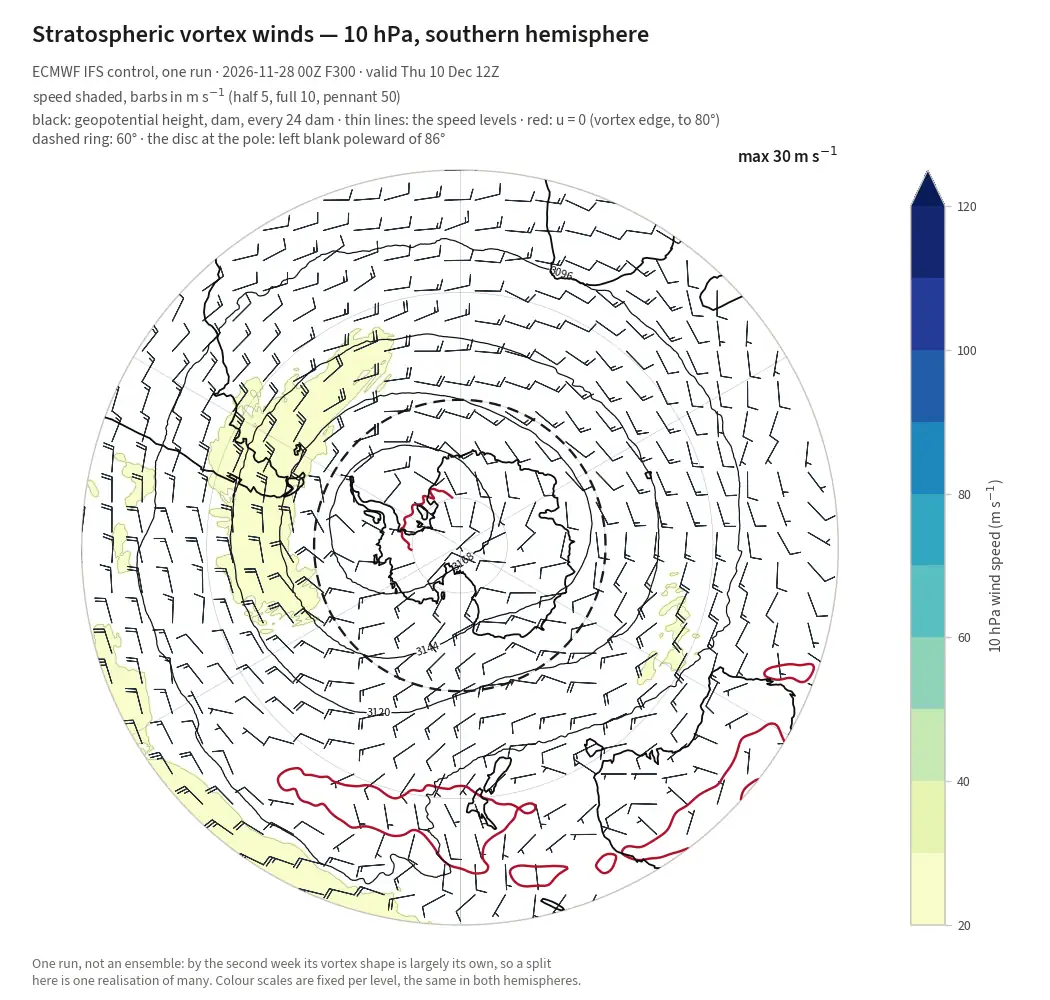 Stratospheric vortex winds — 10 hPa, southern hemisphere
ECMWF IFS control, one run · 2026-11-28 00Z F300 · valid Thu 10 Dec 12Z
speed shaded, barbs in m s⁻¹ (half 5, full 10, pennant 50)
black: geopotential height, dam, every 24 dam · thin lines: the speed levels · red: u = 0 (vortex edge, to 80°)
dashed ring: 60° · the disc at the pole: left blank poleward of 86°
max 30 m s⁻¹
120
100
80
60
40
20
10 hPa wind speed (m s⁻¹)
3096
3168
3144
3120
One run, not an ensemble: by the second week its vortex shape is largely its own, so a split
here is one realisation of many. Colour scales are fixed per level, the same in both hemispheres.